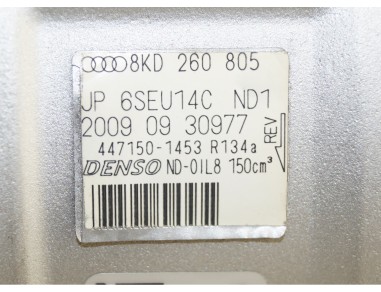 8KD 260 805
JP 6SEU14C ND1
2009 09 30977
REV
447150-1453 R134a
DENSO ND-OIL8 150cm³